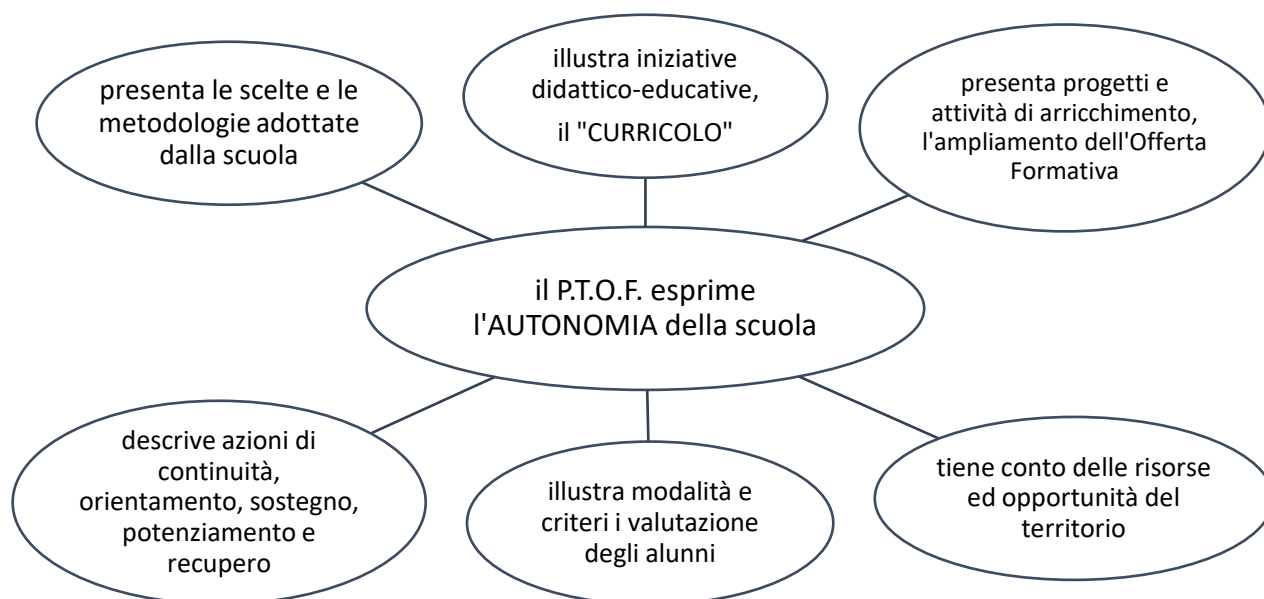 presenta le scelte e le
metodologie adottate
dalla scuola
illustra iniziative
didattico-educative,
il "CURRICOLO"
presenta progetti e
attività di arricchimento,
l'ampliamento dell'Offerta
Formativa
il P.T.O.F. esprime
l'AUTONOMIA della scuola
descrive azioni di
continuità,
orientamento, sostegno,
potenziamento e
recupero
illustra modalità e
criteri i valutazione
degli alunni
tiene conto delle risorse
ed opportunità del
territorio